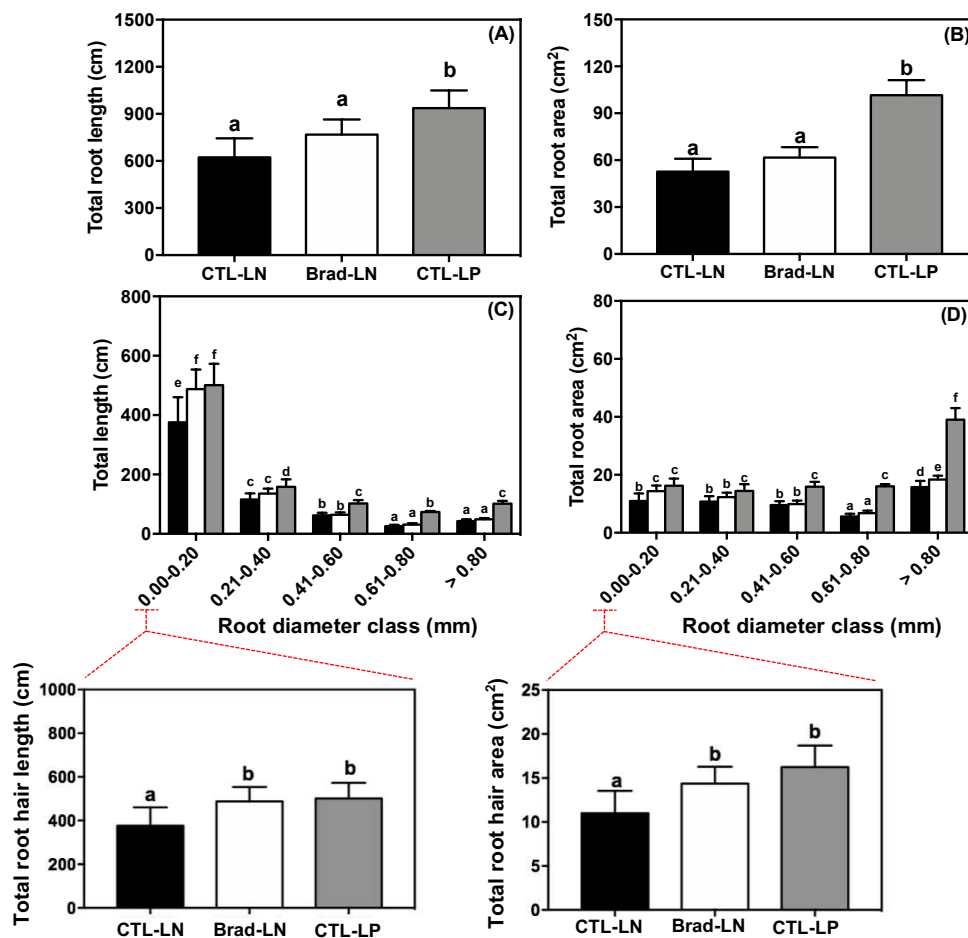 (A)
Total root length (cm)
1500
1200
900
600
300
0
a
a
b
CTL-LN
Brad-LN
CTL-LP
(B)
Total root area (cm²)
150
120
90
60
30
0
a
a
b
CTL-LN
Brad-LN
CTL-LP
(C)
Total length (cm)
800
600
400
200
0
e
f
f
c
c
d
b
b
c
a
a
b
a
a
c
0.00-0.20
0.21-0.40
0.41-0.60
0.61-0.80
> 0.80
Root diameter class (mm)
(D)
Total root area (cm²)
80
60
40
20
0
b
c
c
b
c
c
b
b
c
a
a
c
d
e
f
0.00-0.20
0.21-0.40
0.41-0.60
0.61-0.80
> 0.80
Root diameter class (mm)
Total root hair length (cm)
1000
800
600
400
200
0
a
b
b
CTL-LN
Brad-LN
CTL-LP
Total root hair area (cm²)
25
20
15
10
5
0
a
b
b
CTL-LN
Brad-LN
CTL-LP